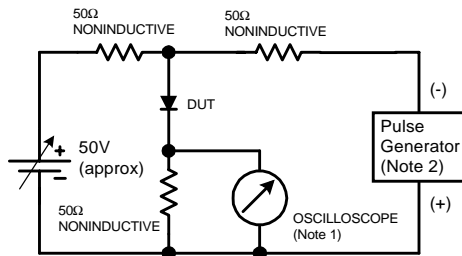 50Ω
NONINDUCTIVE
50Ω
NONINDUCTIVE
(-)
DUT
Pulse
Generator
(Note 2)
50V
(approx)
+
−
(+)
50Ω
NONINDUCTIVE
OSCILLOSCOPE
(Note 1)